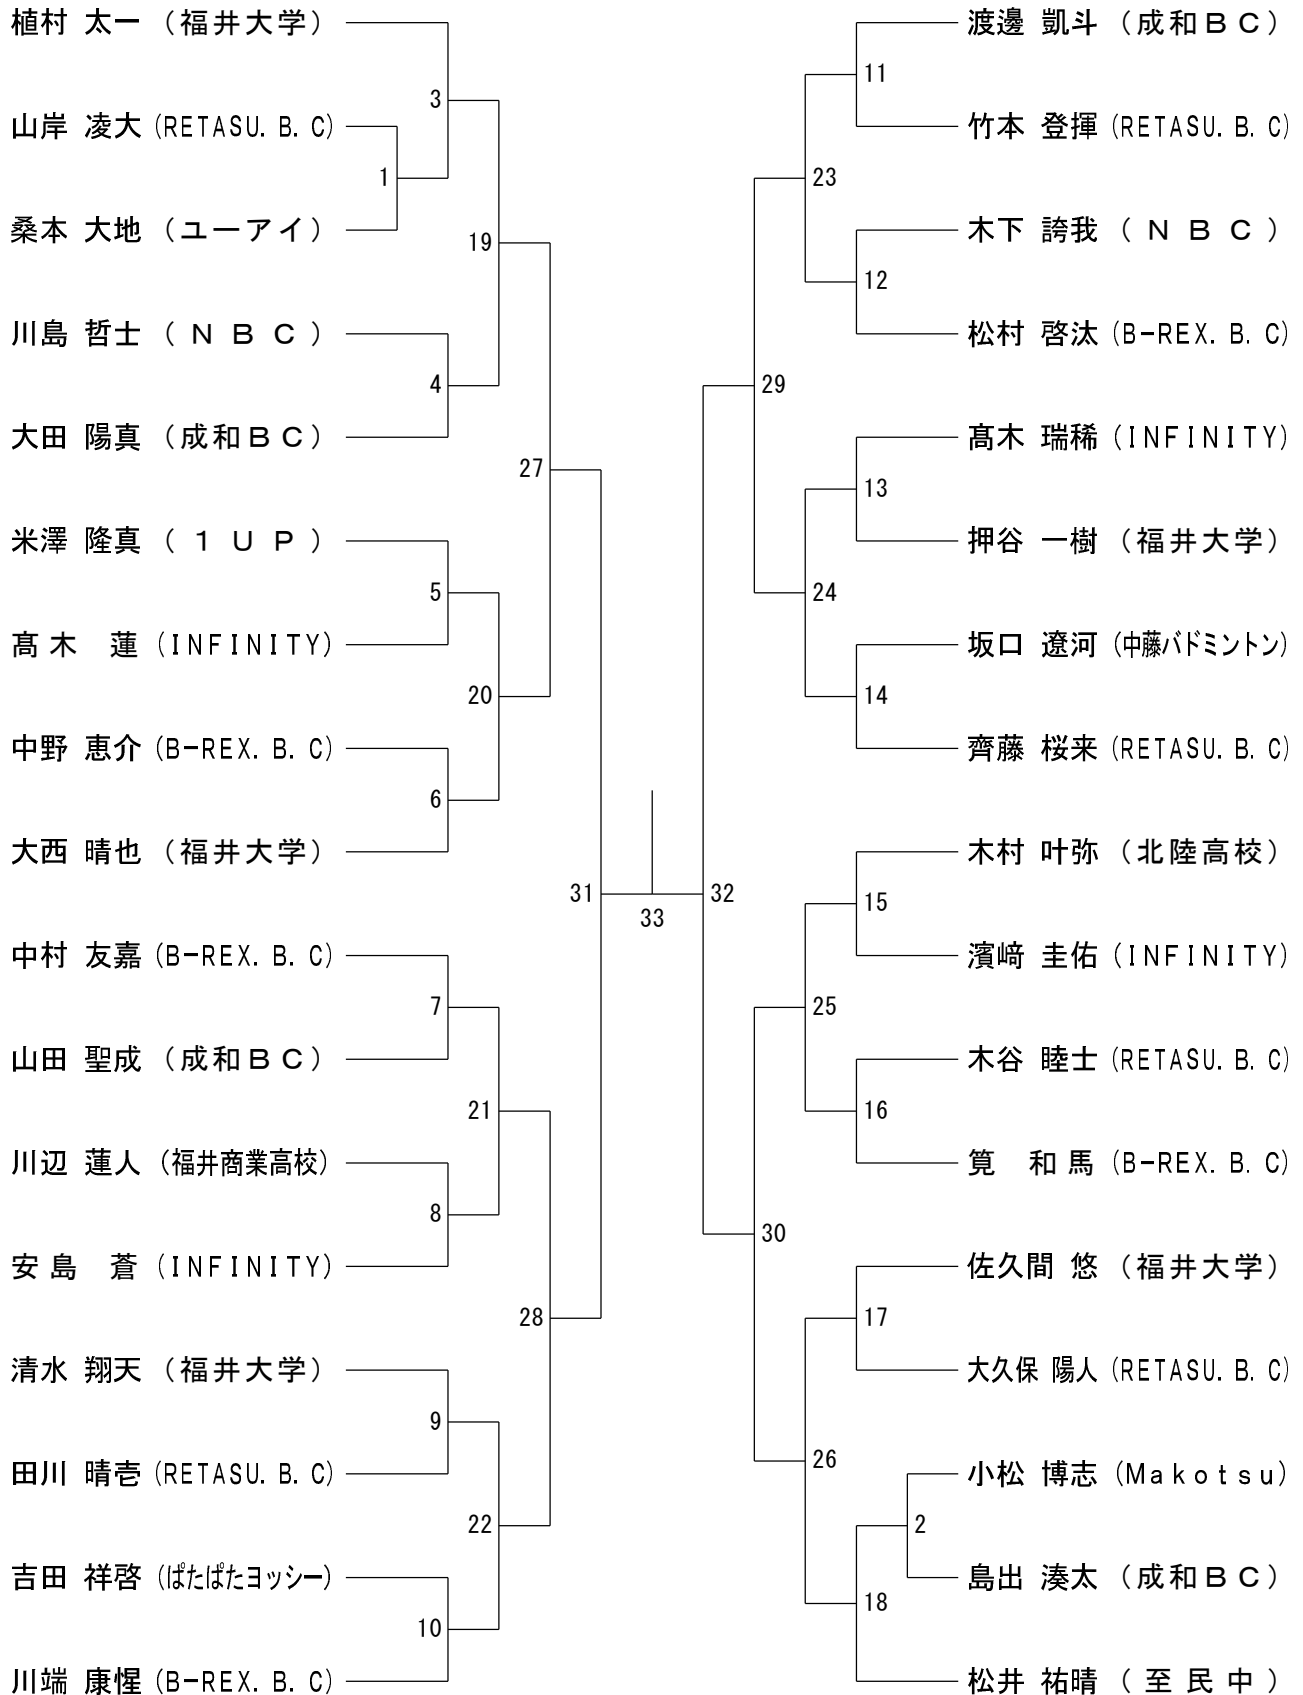 植村 太一 (福井大学)
3
山岸 凌大 (RETASU. B. C)
1
桑本 大地 (ユーアイ)
19
川島 哲士 (ＮＢＣ)
4
大田 陽真 (成和ＢＣ)
27
米澤 隆真 (１ＵＰ)
5
髙木 蓮 (INFINITY)
20
中野 恵介 (B-REX. B. C)
6
大西 晴也 (福井大学)
31
中村 友嘉 (B-REX. B. C)
7
山田 聖成 (成和ＢＣ)
21
川辺 蓮人 (福井商業高校)
8
安島 蒼 (INFINITY)
28
清水 翔天 (福井大学)
9
田川 晴壱 (RETASU. B. C)
22
吉田 祥啓 (ぱたぱたヨッシー)
10
川端 康惺 (B-REX. B. C)
33
渡邊 凱斗 (成和ＢＣ)
11
竹本 登揮 (RETASU. B. C)
23
木下 誇我 (ＮＢＣ)
12
松村 啓汰 (B-REX. B. C)
29
髙木 瑞稀 (INFINITY)
13
押谷 一樹 (福井大学)
24
坂口 遼河 (中藤バドミントン)
14
齊藤 桜来 (RETASU. B. C)
32
木村 叶弥 (北陸高校)
15
濱﨑 圭佑 (INFINITY)
25
木谷 睦士 (RETASU. B. C)
16
筧 和馬 (B-REX. B. C)
30
佐久間 悠 (福井大学)
17
大久保 陽人 (RETASU. B. C)
26
小松 博志 (Makotsu)
2
島出 湊太 (成和ＢＣ)
18
松井 祐晴 (至民中)